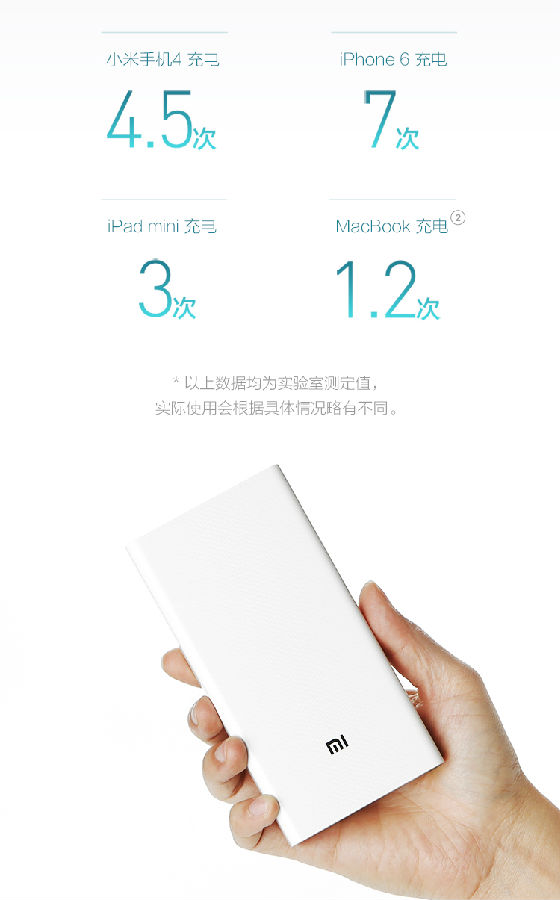 小米手机4 充电
4.5次
iPhone 6 充电
7次
iPad mini 充电
3次
MacBook 充电②
1.2次
* 以上数据均为实验室测定值，
实际使用会根据具体情况略有不同。
mi